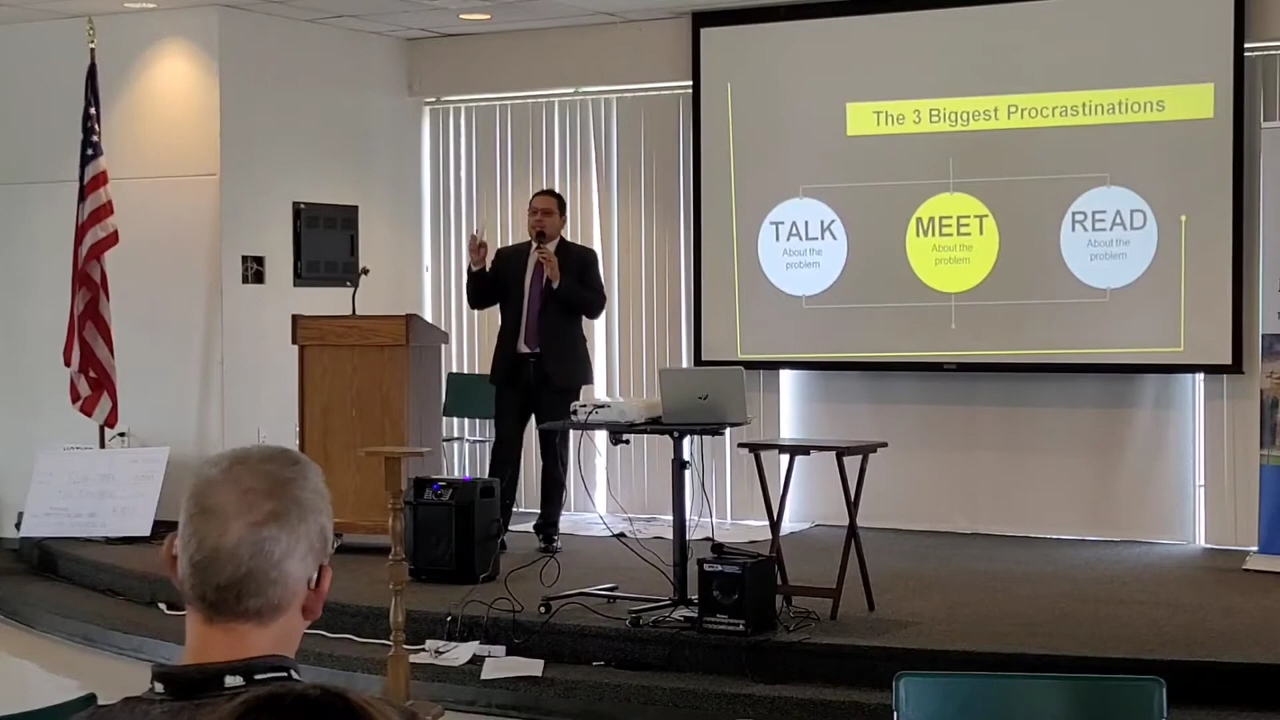 The 3 Biggest Procrastinations
TALK
About the
problem
MEET
About the
problem
READ
About the
problem